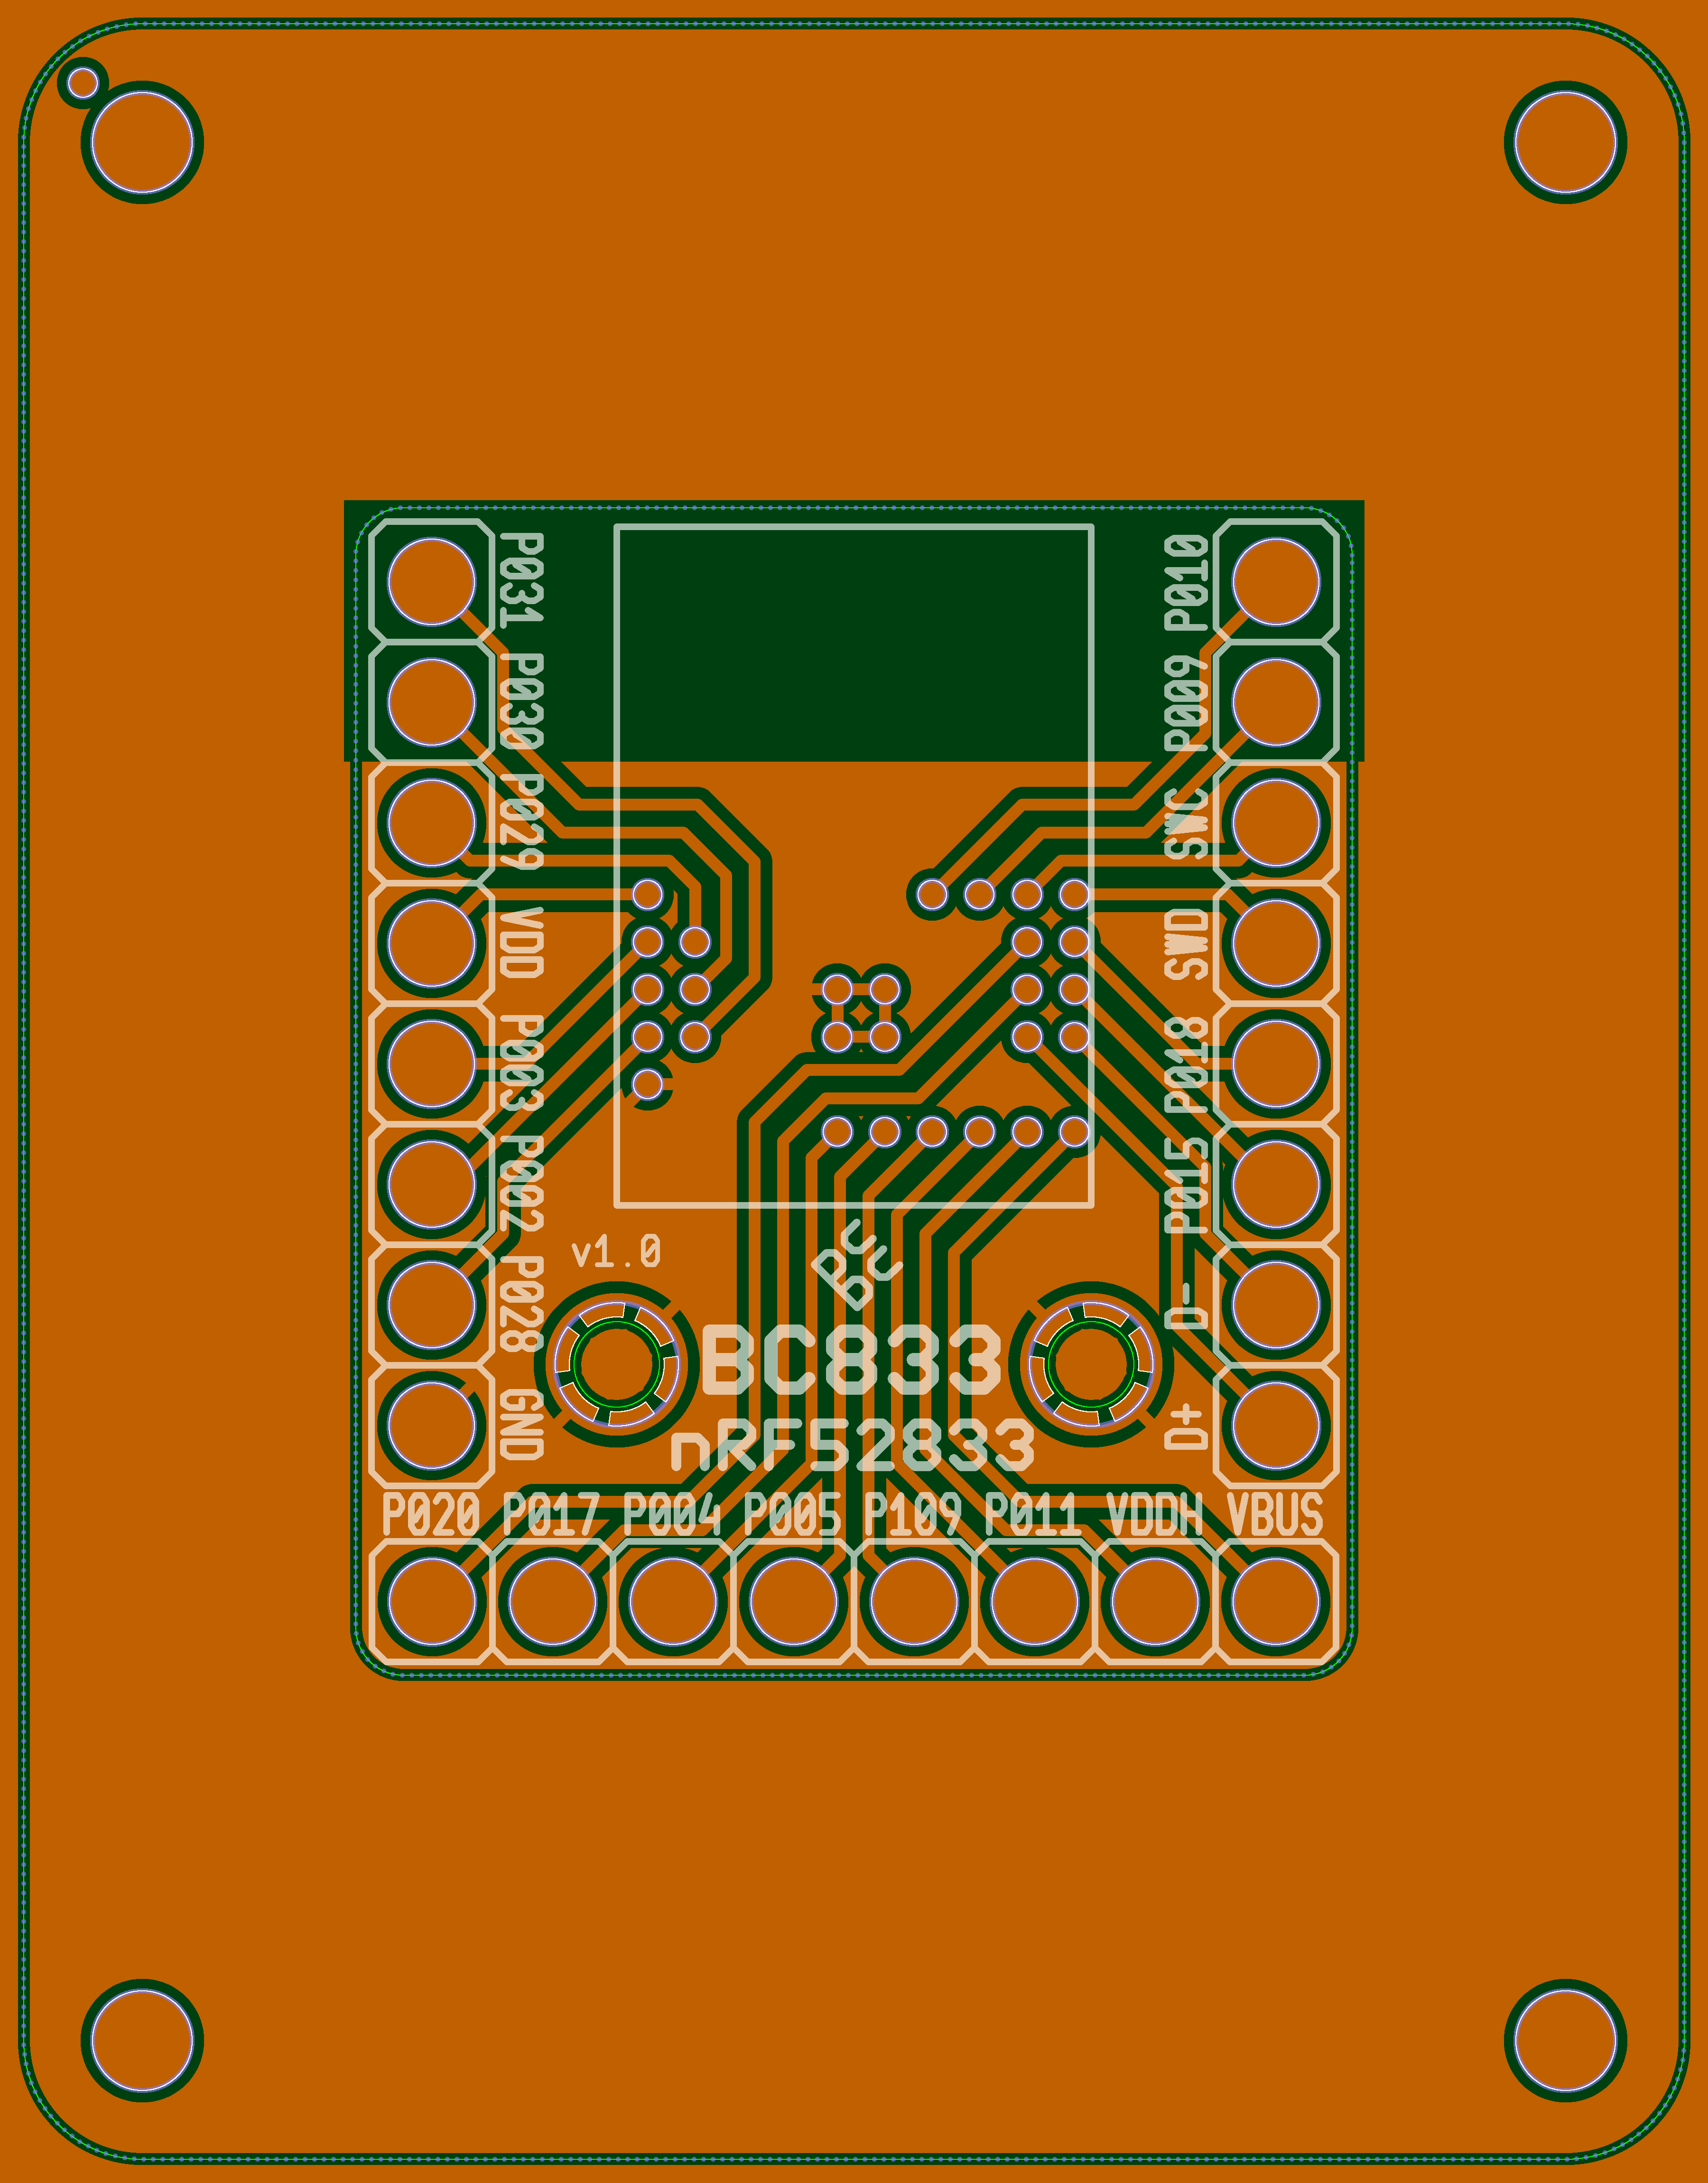 P031 P030 P029 VDD P003 P002 P028 GND
P010
P009
SWC
SWD
P018
P015
D-
D+
v1.0
BC833
nRF52833
P020 P017 P004 P005 P109 P011 VDDH VBUS